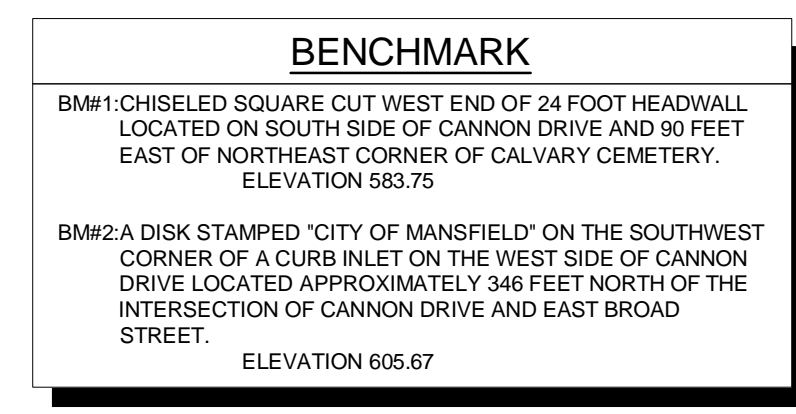 BENCHMARK
BM#1:CHISELED SQUARE CUT WEST END OF 24 FOOT HEADWALL
LOCATED ON SOUTH SIDE OF CANNON DRIVE AND 90 FEET
EAST OF NORTHEAST CORNER OF CALVARY CEMETERY.
ELEVATION 583.75
BM#2:A DISK STAMPED "CITY OF MANSFIELD" ON THE SOUTHWEST
CORNER OF A CURB INLET ON THE WEST SIDE OF CANNON
DRIVE LOCATED APPROXIMATELY 346 FEET NORTH OF THE
INTERSECTION OF CANNON DRIVE AND EAST BROAD
STREET.
ELEVATION 605.67